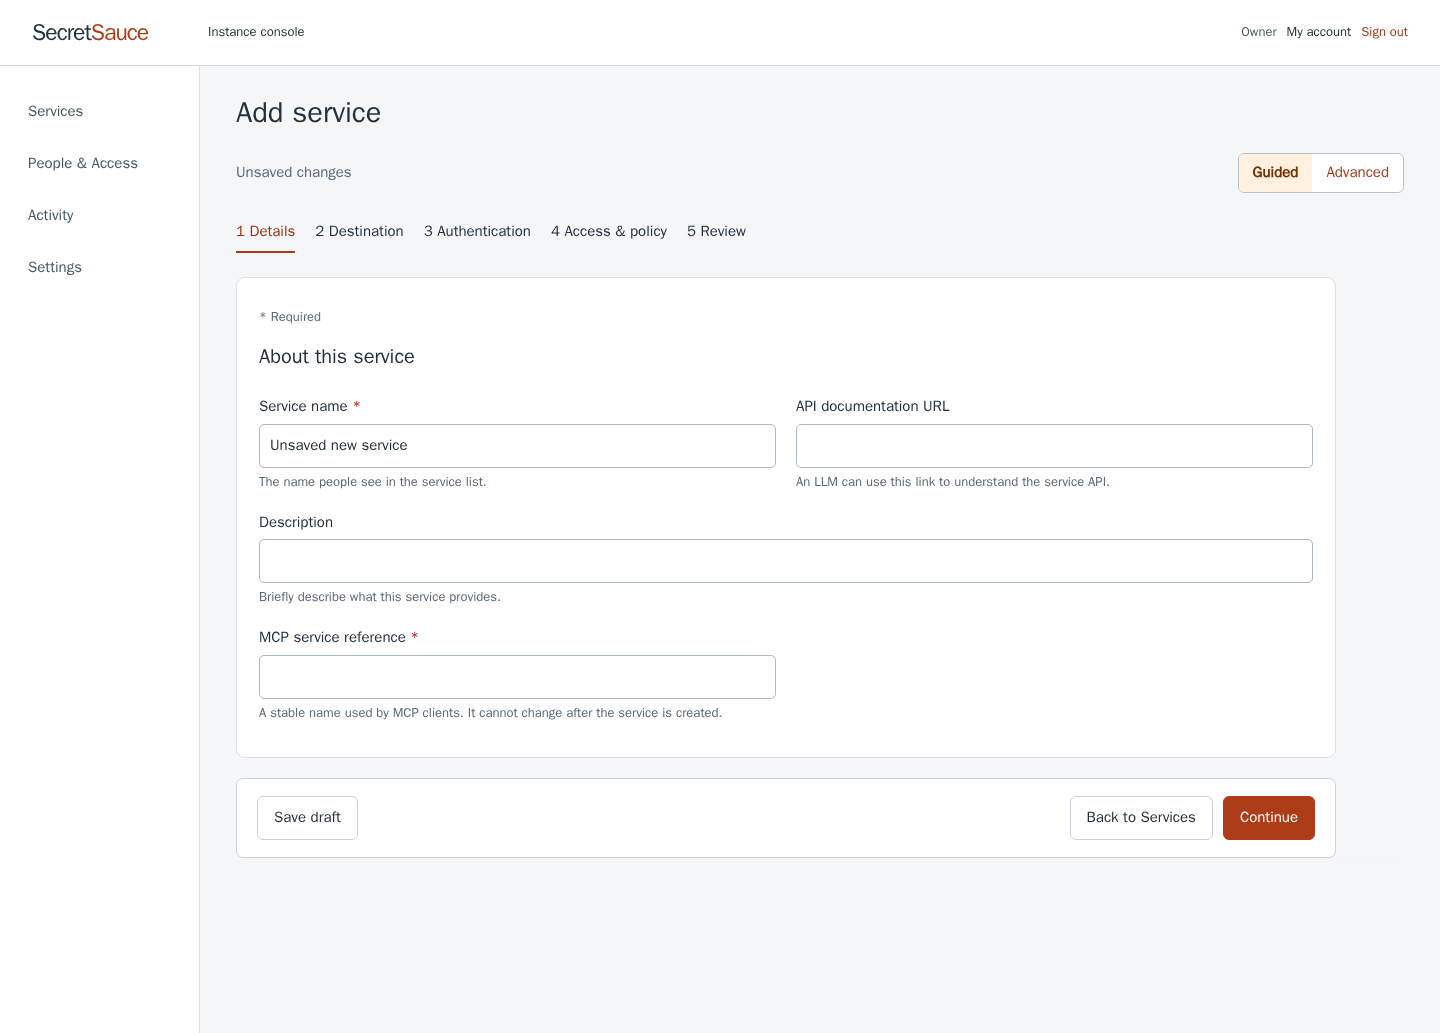 SecretSauce
Instance console
Owner My account Sign out
Services
People & Access
Activity
Settings
Add service
Unsaved changes
Guided Advanced
1 Details 2 Destination 3 Authentication 4 Access & policy 5 Review
* Required
About this service
Service name *
Unsaved new service
The name people see in the service list.
API documentation URL
An LLM can use this link to understand the service API.
Description
Briefly describe what this service provides.
MCP service reference *
A stable name used by MCP clients. It cannot change after the service is created.
Save draft
Back to Services
Continue